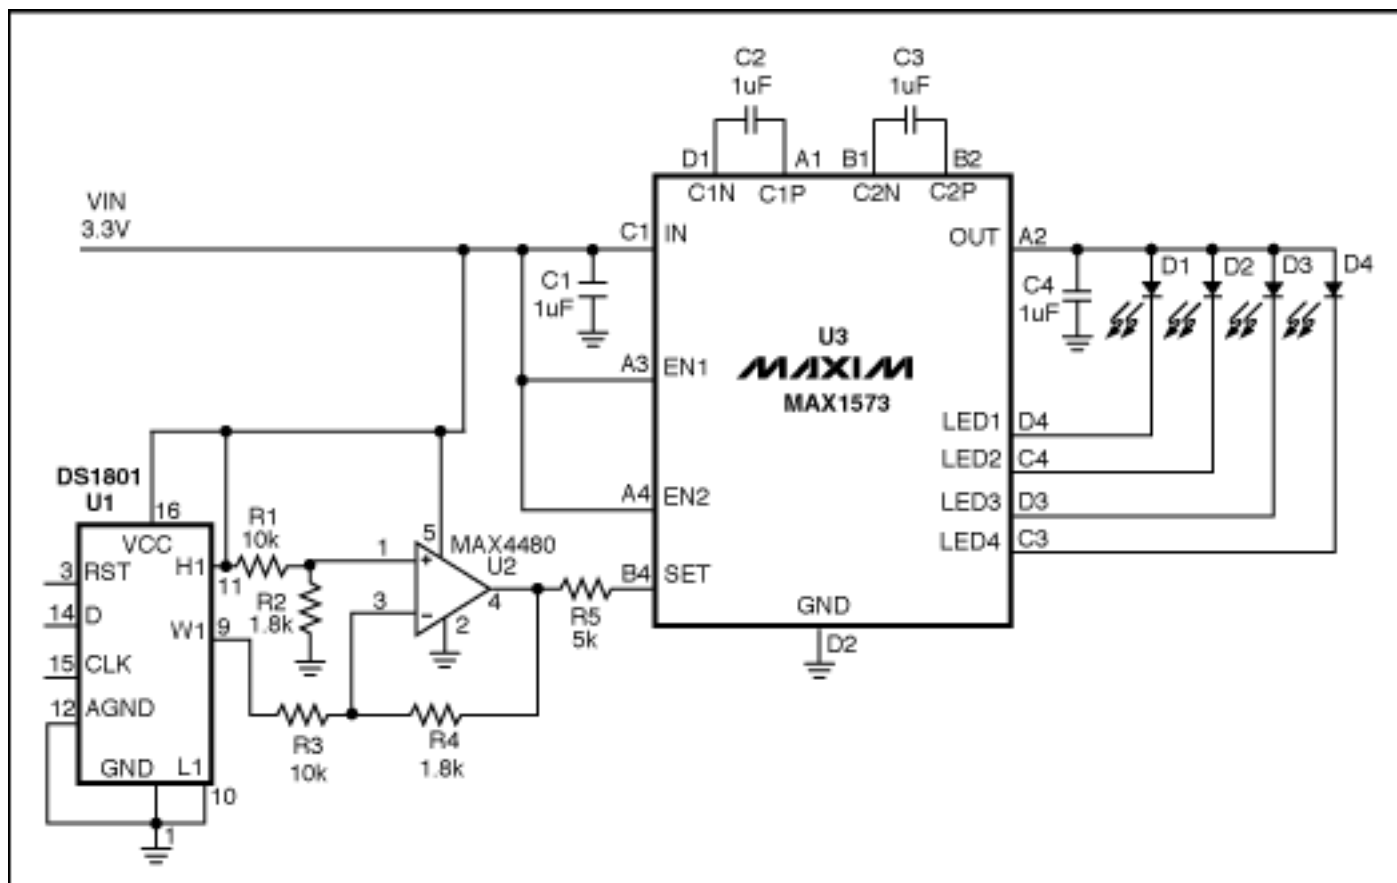 C2
1uF
C3
1uF
D1
A1
B1
B2
C1N
C1P
C2N
C2P
VIN
3.3V
C1
IN
OUT
A2
C1
1uF
C4
1uF
D1
D2
D3
D4
U3
MAXIM
MAX1573
A3
EN1
A4
EN2
B4
SET
GND
D2
LED1
D4
LED2
C4
LED3
D3
LED4
C3
DS1801
U1
16
VCC
3
RST
H1
11
14
D
W1
9
15
CLK
12
AGND
GND
L1
10
1
R1
10k
R2
1.8k
1
5
MAX4480
U2
3
4
2
R5
5k
R3
10k
R4
1.8k